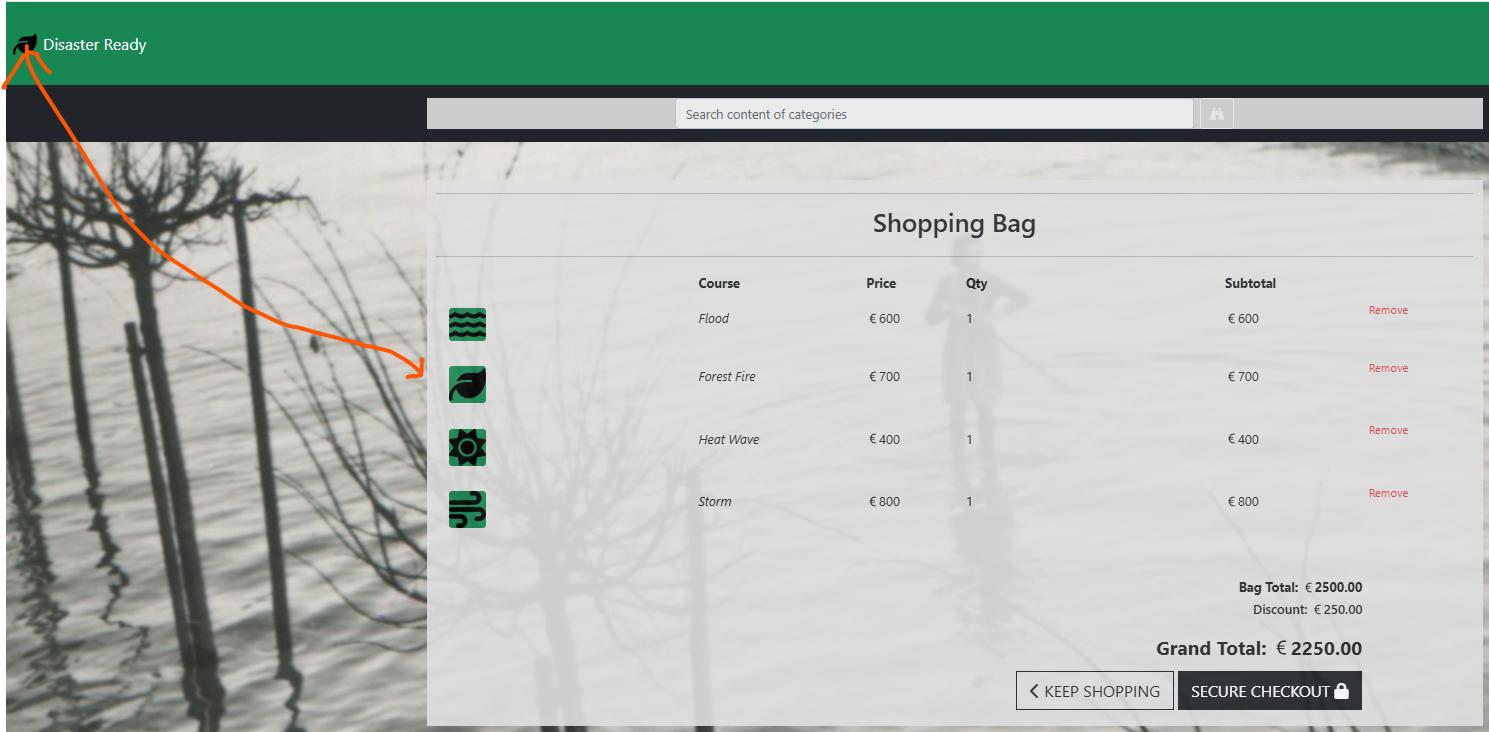 Disaster Ready
Search content of categories
Shopping Bag
Course Price Qty Subtotal
Flood € 600 1 € 600 Remove
Forest Fire € 700 1 € 700 Remove
Heat Wave € 400 1 € 400 Remove
Storm € 800 1 € 800 Remove
Bag Total: € 2500.00
Discount: € 250.00
Grand Total: € 2250.00
KEEP SHOPPING SECURE CHECKOUT